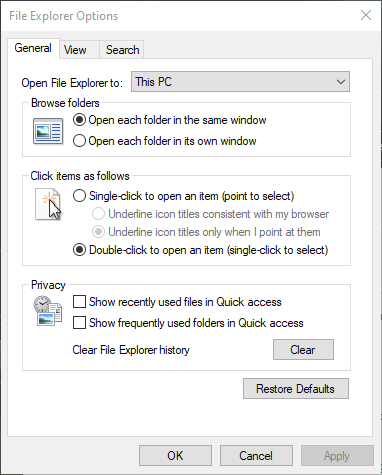 File Explorer Options
General View Search
Open File Explorer to: This PC
Browse folders
Open each folder in the same window
Open each folder in its own window
Click items as follows
Single-click to open an item (point to select)
Underline icon titles consistent with my browser
Underline icon titles only when I point at them
Double-click to open an item (single-click to select)
Privacy
Show recently used files in Quick access
Show frequently used folders in Quick access
Clear File Explorer history Clear
Restore Defaults
OK Cancel Apply